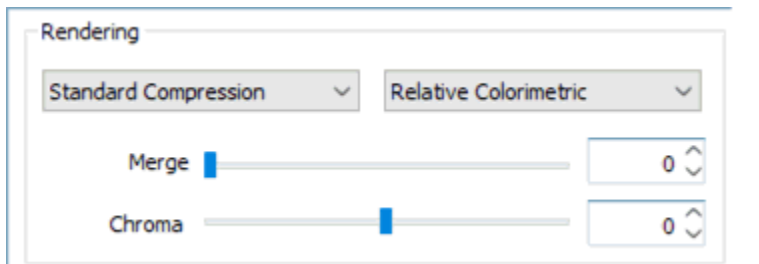 Rendering
Standard Compression Relative Colorimetric
Merge 0
Chroma 0